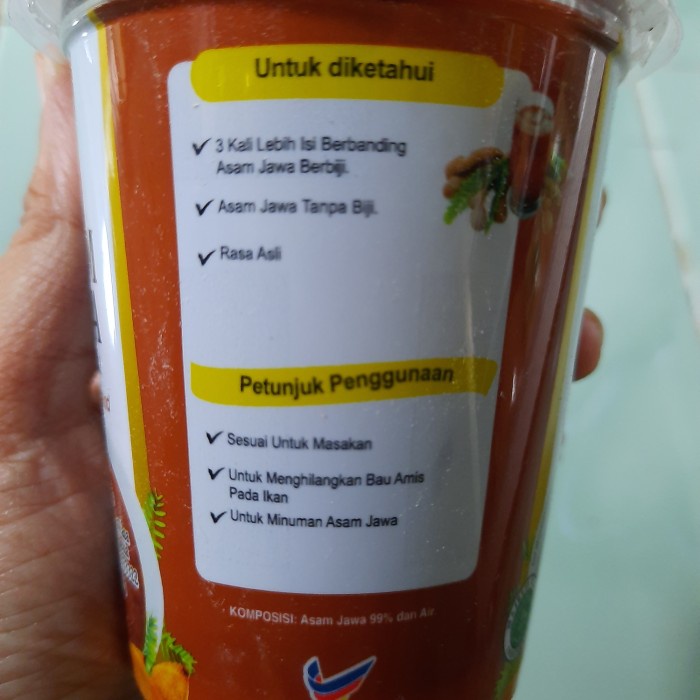 Untuk diketahui
3 Kali Lebih Isi Berbanding
Asam Jawa Berbiji.
Asam Jawa Tanpa Biji.
Rasa Asli
Petunjuk Penggunaan
Sesuai Untuk Masakan
Untuk Menghilangkan Bau Amis
Pada Ikan
Untuk Minuman Asam Jawa
KOMPOSISI: Asam Jawa 99% dan Air